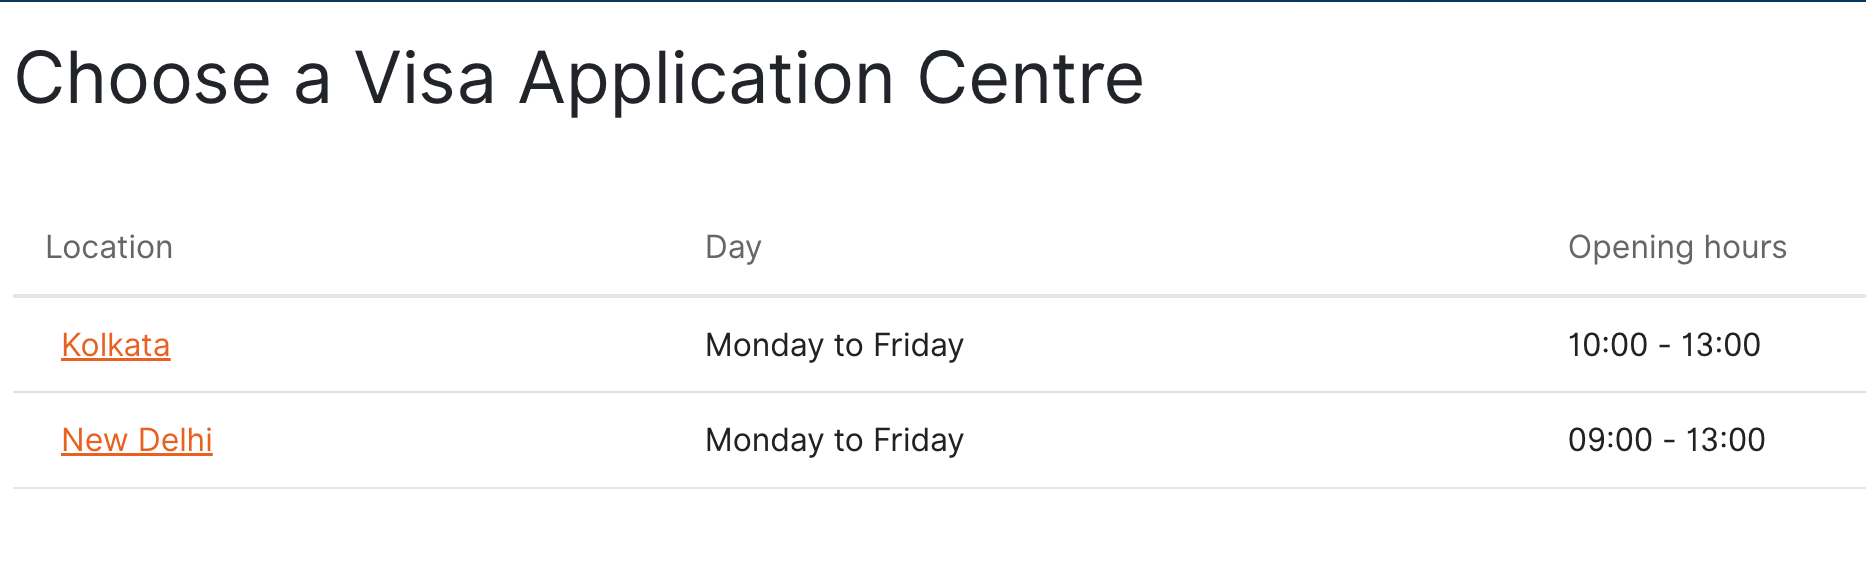 Choose a Visa Application Centre
Location Day Opening hours
Kolkata Monday to Friday 10:00 - 13:00
New Delhi Monday to Friday 09:00 - 13:00